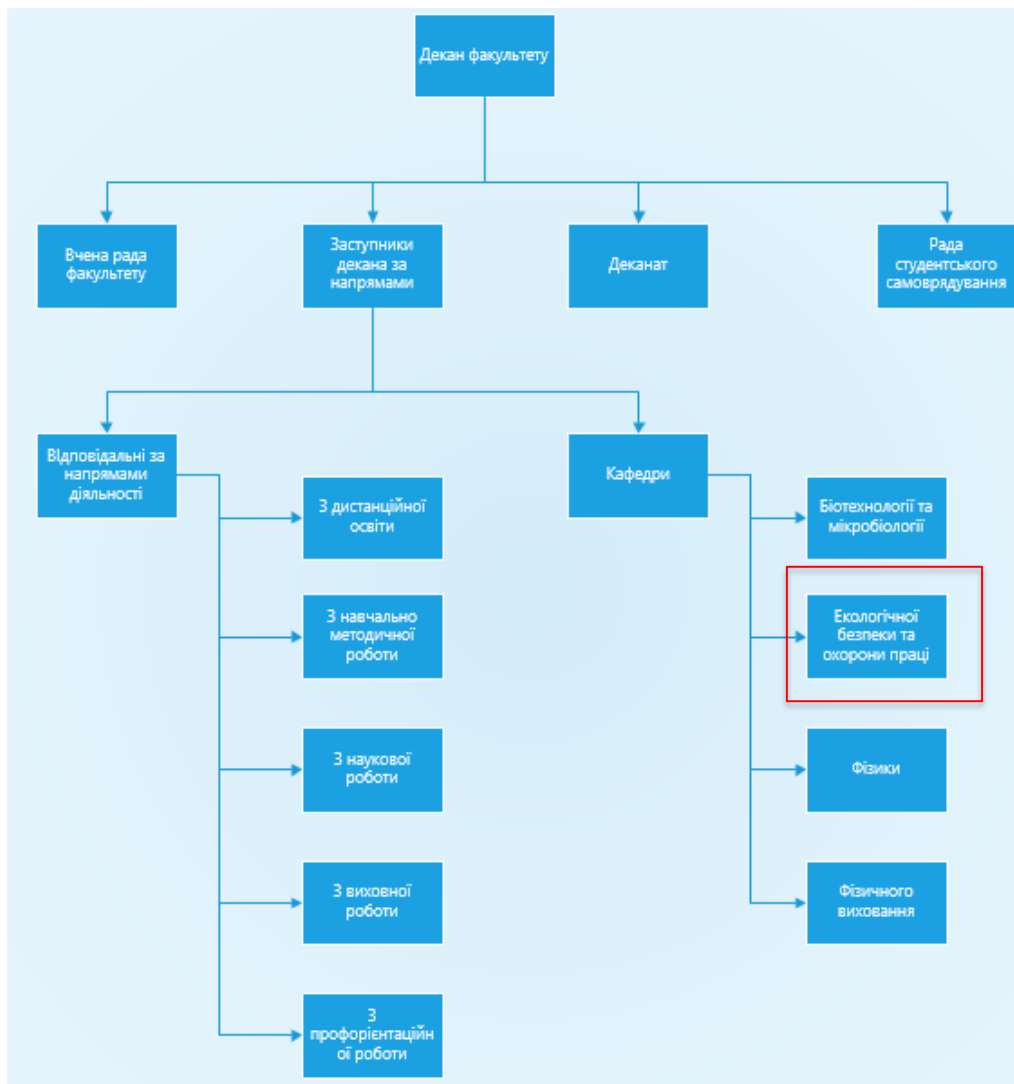 Декан факультету
Вчена рада
факультету
Заступники
декана за
напрямами
Деканат
Рада
студентського
самоврядування
Відповідальні за
напрямами
діяльності
Кафедри
З дистанційної
освіти
З навчально
методичної
роботи
З наукової
роботи
З виховної
роботи
З
профорієнтаційн
ої роботи
Біотехнології та
мікробіології
Екологічної
безпеки та
охорони праці
Фізики
Фізичного
виховання